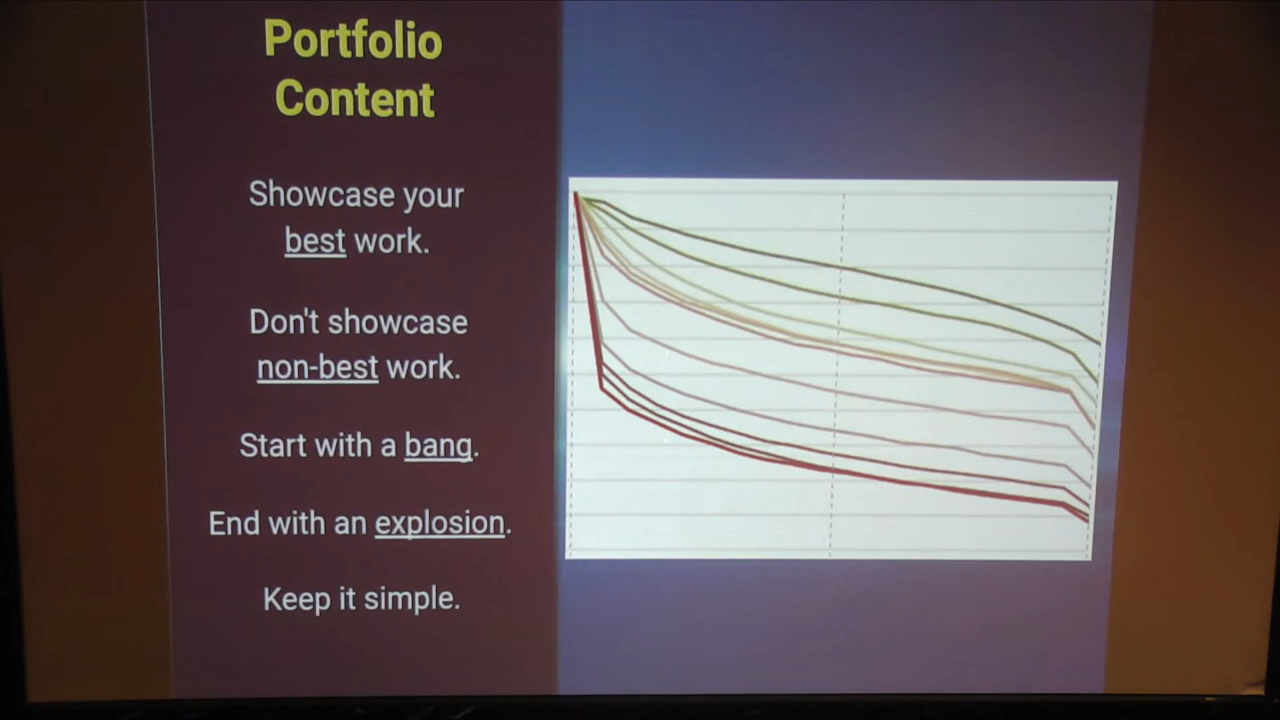 Portfolio
Content
Showcase your
best work.
Don't showcase
non-best work.
Start with a bang.
End with an explosion.
Keep it simple.